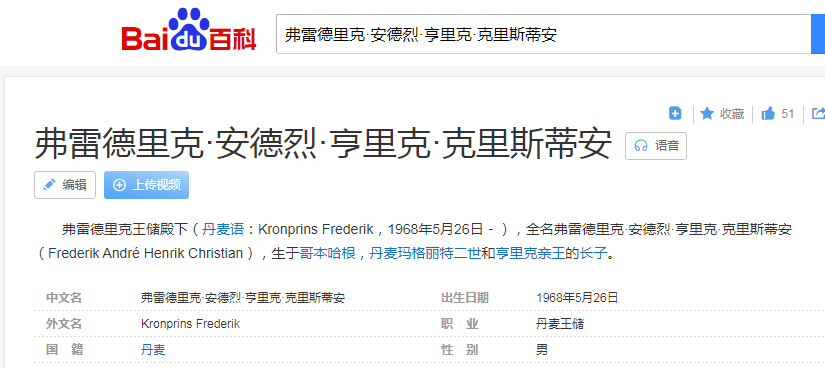 Bai du 百科
弗雷德里克·安德烈·亨里克·克里斯蒂安
收藏 51
弗雷德里克·安德烈·亨里克·克里斯蒂安 语音
编辑 上传视频
弗雷德里克王储殿下（丹麦语：Kronprins Frederik，1968年5月26日－），全名弗雷德里克·安德烈·亨里克·克里斯蒂安
（Frederik André Henrik Christian），生于哥本哈根，丹麦玛格丽特二世和亨里克亲王的长子。
中文名 弗雷德里克·安德烈·亨里克·克里斯蒂安 出生日期 1968年5月26日
外文名 Kronprins Frederik 职 业 丹麦王储
国 籍 丹麦 性 别 男